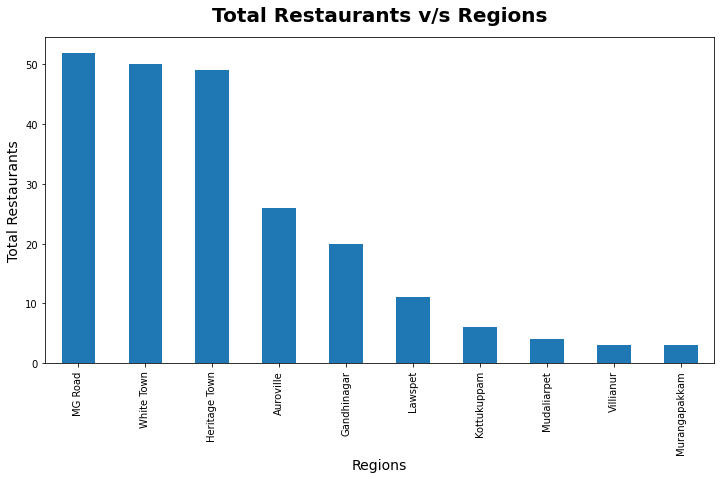 Total Restaurants v/s Regions
Total Restaurants
50
40
30
20
10
0
MG Road
White Town
Heritage Town
Auroville
Gandhinagar
Lawspet
Kottukuppam
Mudaliarpet
Villianur
Murangapakkam
Regions